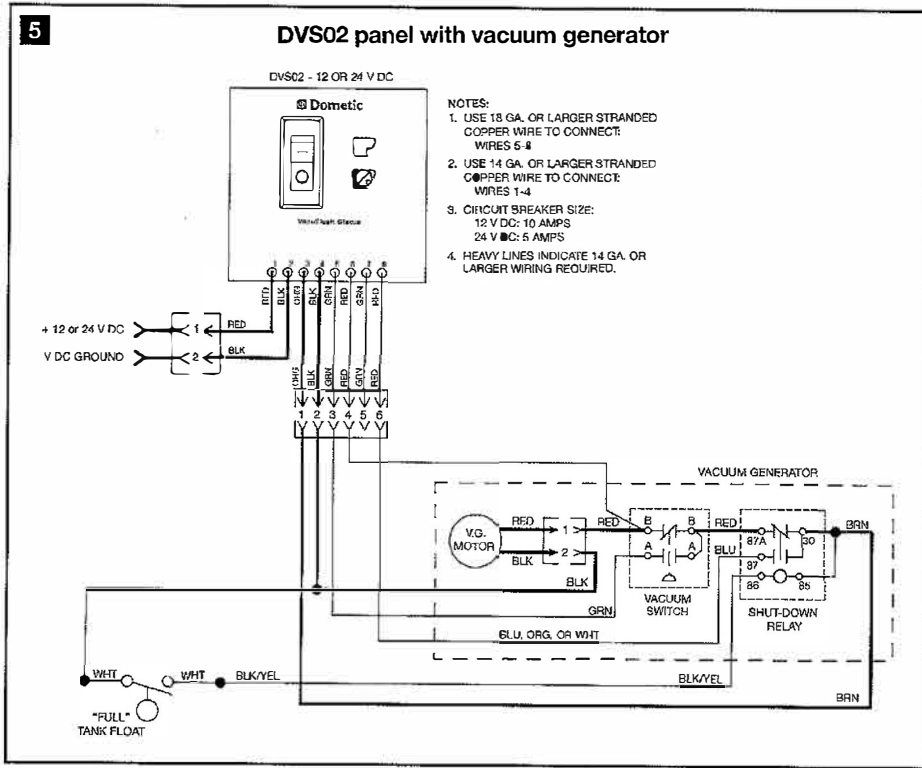 5
DVS02 panel with vacuum generator
DVS02 - 12 OR 24 V DC
Dometic
1 2 3 4 5 6 7 8
RED BLK ORG BLK GRN RED GRN RED
NOTES:
1. USE 18 GA. OR LARGER STRANDED
COPPER WIRE TO CONNECT:
WIRES 5-8
2. USE 14 GA. OR LARGER STRANDED
COPPER WIRE TO CONNECT:
WIRES 1-4
3. CIRCUIT BREAKER SIZE:
12 V DC: 10 AMPS
24 V DC: 5 AMPS
4. HEAVY LINES INDICATE 14 GA. OR
LARGER WIRING REQUIRED.
+ 12 or 24 V DC
1
RED
V DC GROUND
2
BLK
ORG BLK GRN RED GRN RED
1 2 3 4 5 6
VACUUM GENERATOR
V.G.
MOTOR
RED
1
RED
BLK
2
BLK
B B
A A
VACUUM
SWITCH
RED
BLU
87A 30
87
86 85
SHUT-DOWN
RELAY
BRN
GRN
BLU, ORG, OR WHT
WHT
WHT
BLK/YEL
BLK/YEL
BRN
"FULL"
TANK FLOAT